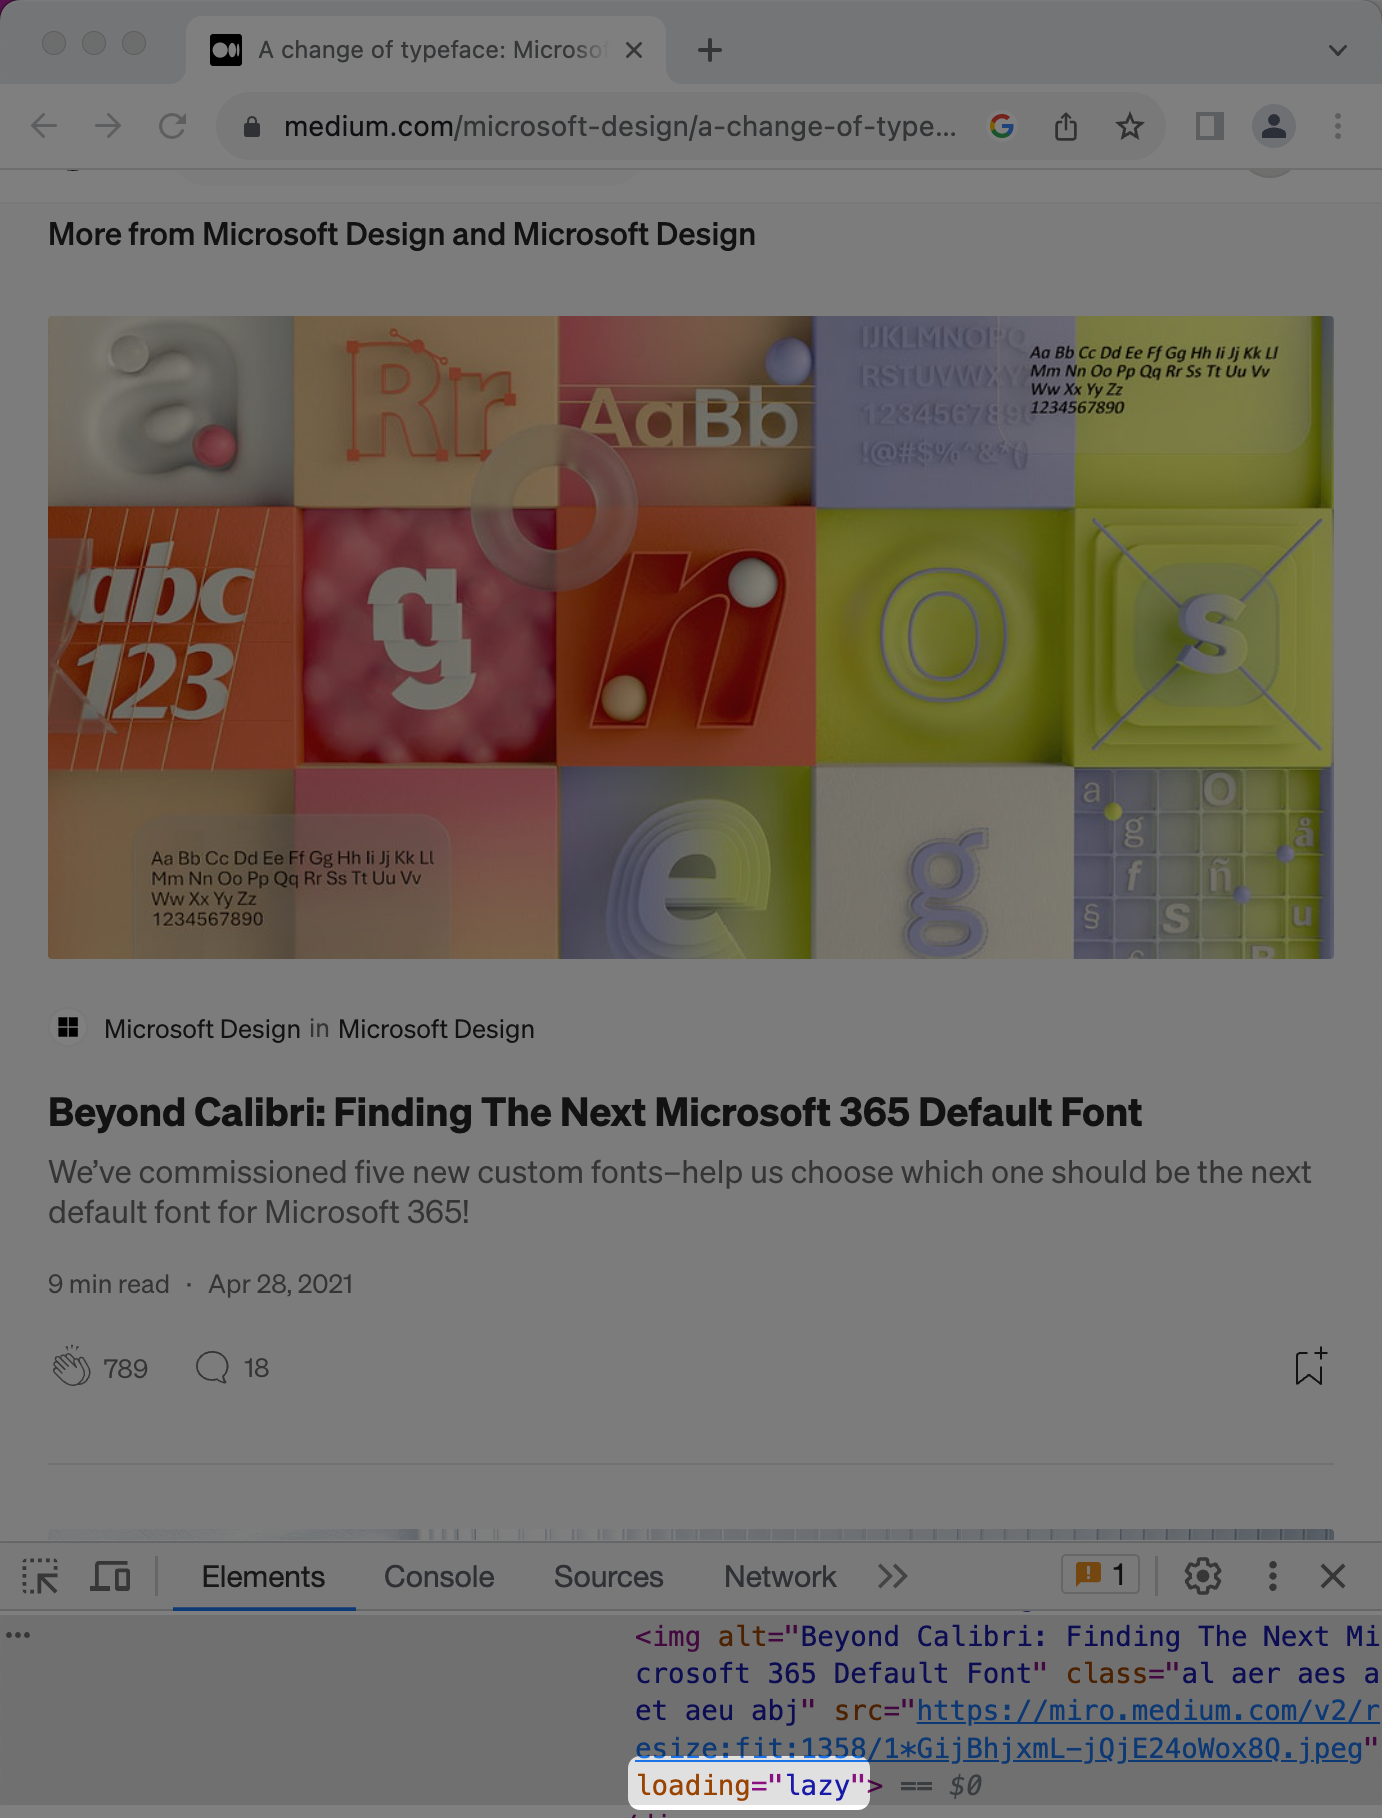 A change of typeface: Microsof
medium.com/microsoft-design/a-change-of-type...
More from Microsoft Design and Microsoft Design
a
Rr
AaBb
IJKLMNOPQ
RSTUVWXY
1234567890
!@#$%^&*()
Aa Bb Cc Dd Ee Ff Gg Hh Ii Jj Kk Ll
Mm Nn Oo Pp Qq Rr Ss Tt Uu Vv
Ww Xx Yy Zz
1234567890
abc
123
g
n
O
S
Aa Bb Cc Dd Ee Ff Gg Hh Ii Jj Kk Ll
Mm Nn Oo Pp Qq Rr Ss Tt Uu Vv
Ww Xx Yy Zz
1234567890
e
g
a O
g å
f ñ
§ s u
Microsoft Design in Microsoft Design
Beyond Calibri: Finding The Next Microsoft 365 Default Font
We’ve commissioned five new custom fonts–help us choose which one should be the next
default font for Microsoft 365!
9 min read · Apr 28, 2021
789 18
Elements Console Sources Network 1
<img alt="Beyond Calibri: Finding The Next Mi
crosoft 365 Default Font" class="al aer aes a
et aeu abj" src="https://miro.medium.com/v2/r
esize:fit:1358/1*GijBhjxmL-jQjE24oWox8Q.jpeg"
loading="lazy"> == $0